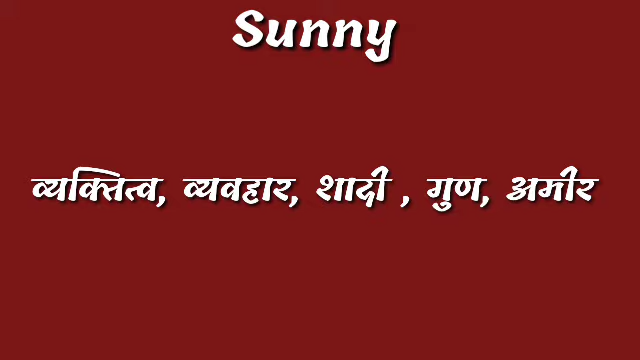 Sunny
व्यक्तित्व, व्यवहार, शादी , गुण, अमीर